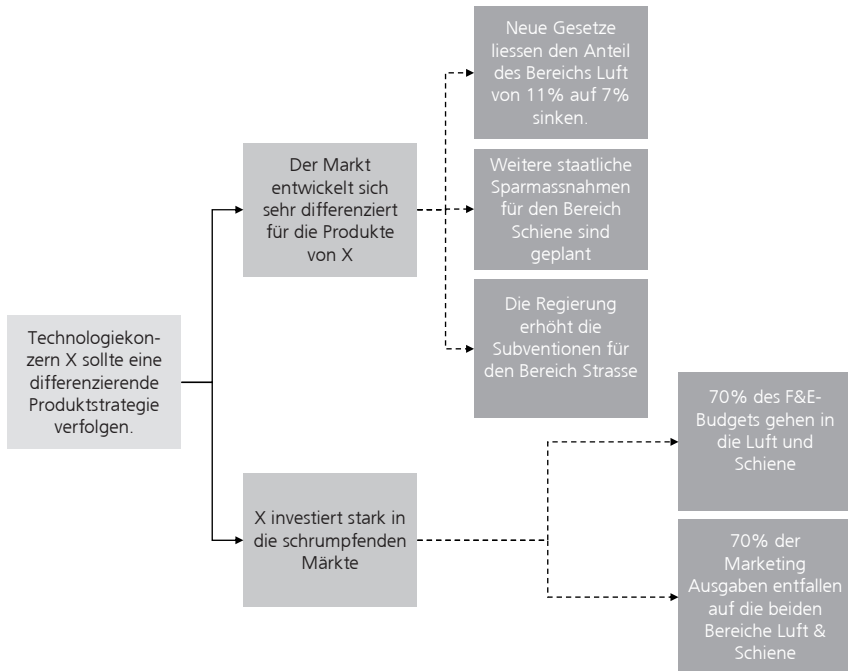 Neue Gesetze
liessen den Anteil
des Bereichs Luft
von 11% auf 7%
sinken.
Der Markt
entwickelt sich
sehr differenziert
für die Produkte
von X
Weitere staatliche
Sparmassnahmen
für den Bereich
Schiene sind
geplant
Die Regierung
erhöht die
Subventionen für
den Bereich Strasse
Technologiekon-
zern X sollte eine
differenzierende
Produktstrategie
verfolgen.
70% des F&E-
Budgets gehen in
die Luft und
Schiene
X investiert stark in
die schrumpfenden
Märkte
70% der
Marketing
Ausgaben entfallen
auf die beiden
Bereiche Luft &
Schiene